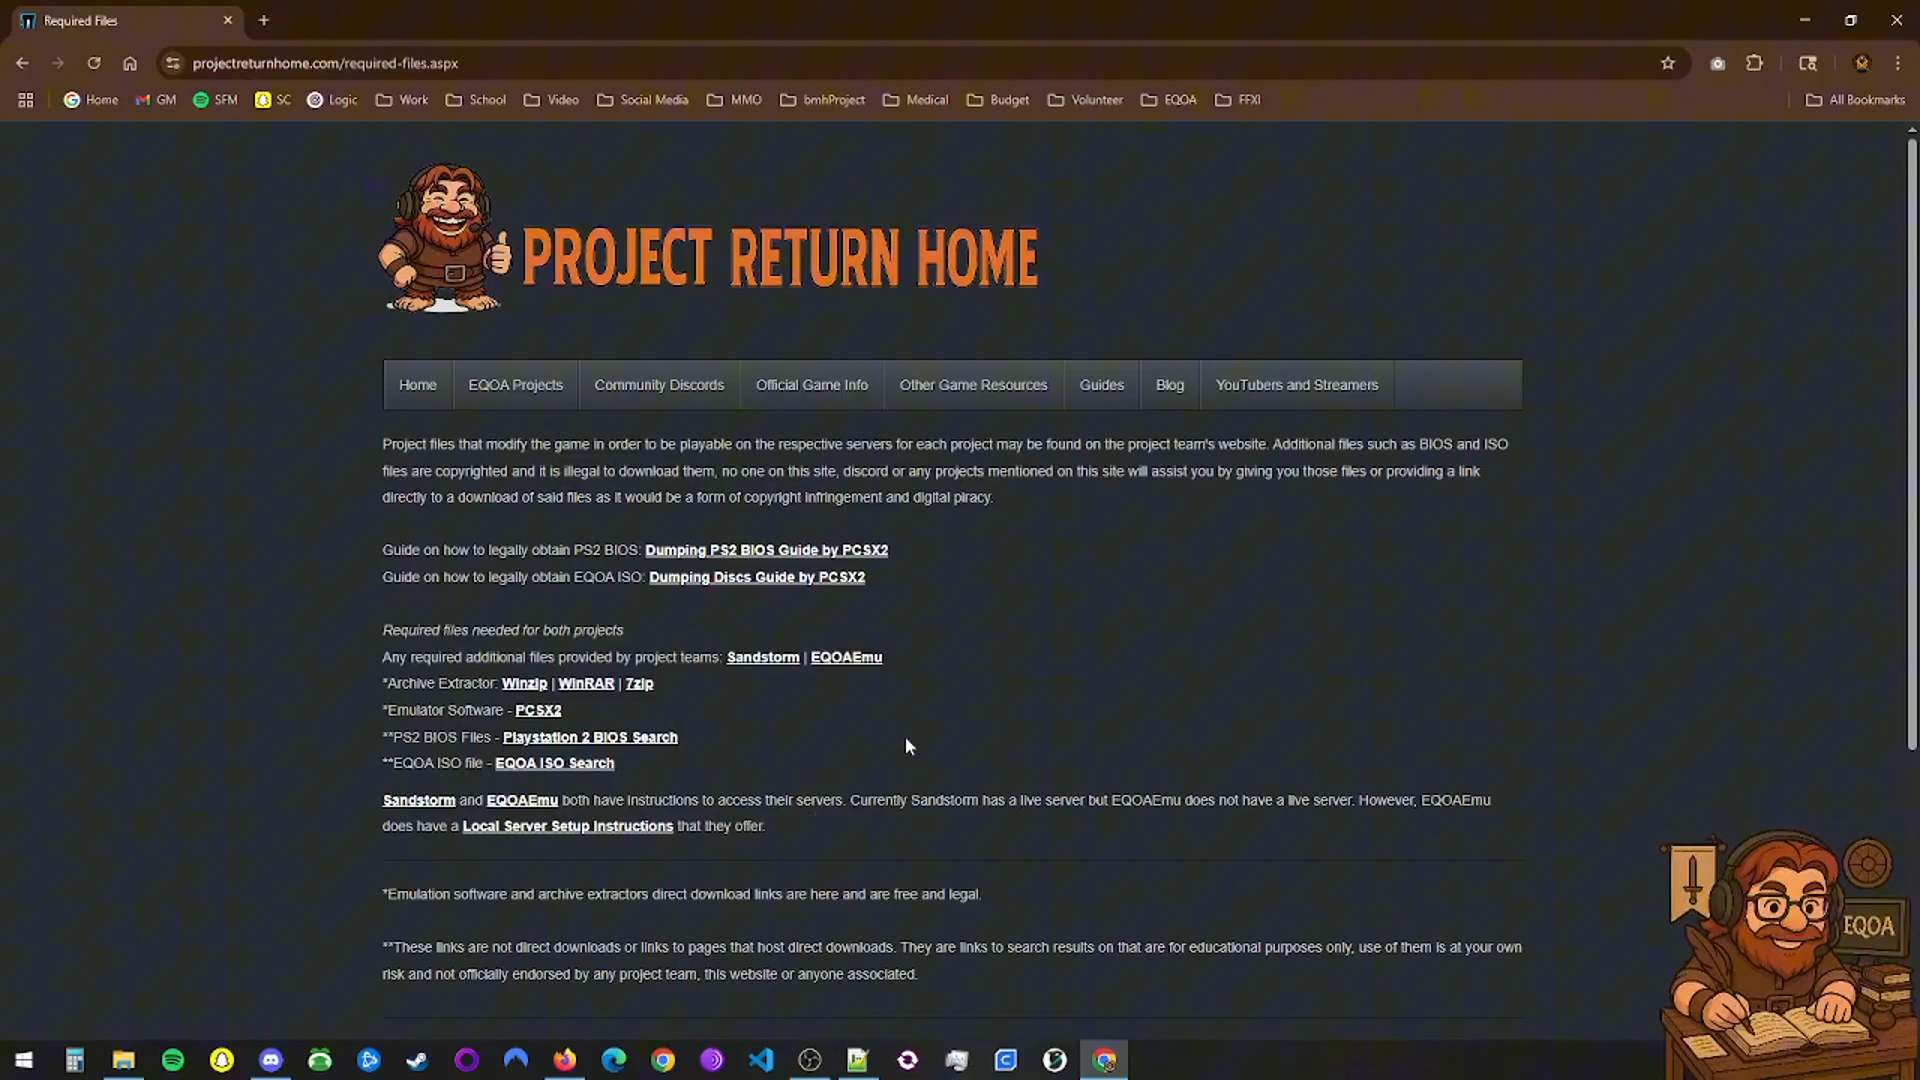 Required Files
projectreturnhome.com/required-files.aspx
Home GM SFM SC Logic Work School Video Social Media MMO bmhProject Medical Budget Volunteer EQOA FFXI All Bookmarks
PROJECT RETURN HOME
Home EQOA Projects Community Discords Official Game Info Other Game Resources Guides Blog YouTubers and Streamers
Project files that modify the game in order to be playable on the respective servers for each project may be found on the project team's website. Additional files such as BIOS and ISO
files are copyrighted and it is illegal to download them, no one on this site, discord or any projects mentioned on this site will assist you by giving you those files or providing a link
directly to a download of said files as it would be a form of copyright infringement and digital piracy.
Guide on how to legally obtain PS2 BIOS: Dumping PS2 BIOS Guide by PCSX2
Guide on how to legally obtain EQOA ISO: Dumping Discs Guide by PCSX2
Required files needed for both projects
Any required additional files provided by project teams: Sandstorm | EQOAEmu
*Archive Extractor: Winzip | WinRAR | 7zip
*Emulator Software - PCSX2
**PS2 BIOS Files - Playstation 2 BIOS Search
**EQOA ISO file - EQOA ISO Search
Sandstorm and EQOAEmu both have instructions to access their servers. Currently Sandstorm has a live server but EQOAEmu does not have a live server. However, EQOAEmu
does have a Local Server Setup Instructions that they offer.
*Emulation software and archive extractors direct download links are here and are free and legal.
**These links are not direct downloads or links to pages that host direct downloads. They are links to search results on that are for educational purposes only, use of them is at your own
risk and not officially endorsed by any project team, this website or anyone associated.
EQOA